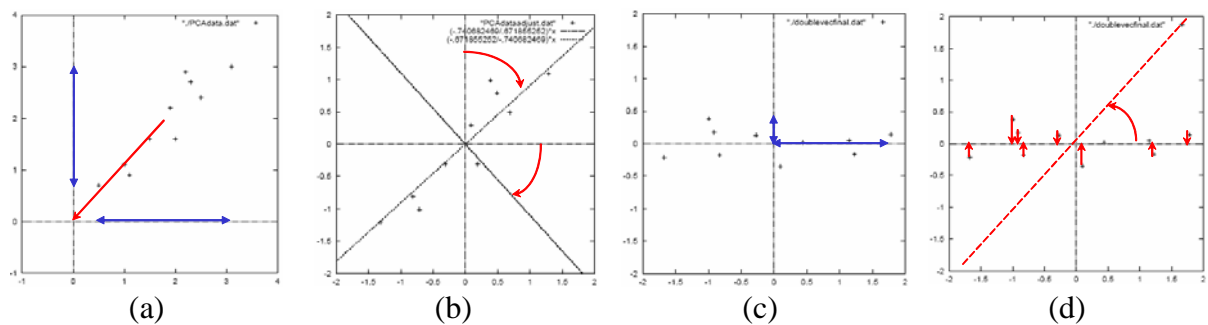 "./PCAdata.dat"
4
3
2
1
0
-1
-1 0 1 2 3 4
(a)
"PCAdataadjust.dat"
(-.740682469/.671855252)*x
(-.671855252/-.740682469)*x
2
1.5
1
0.5
0
-0.5
-1
-1.5
-2
-2 -1.5 -1 -0.5 0 0.5 1 1.5 2
(b)
"./doublevecfinal.dat"
2
1.5
1
0.5
0
-0.5
-1
-1.5
-2
-2 -1.5 -1 -0.5 0 0.5 1 1.5 2
(c)
"./doublevecfinal.dat"
2
1.5
1
0.5
0
-0.5
-1
-1.5
-2
-2 -1.5 -1 -0.5 0 0.5 1 1.5 2
(d)